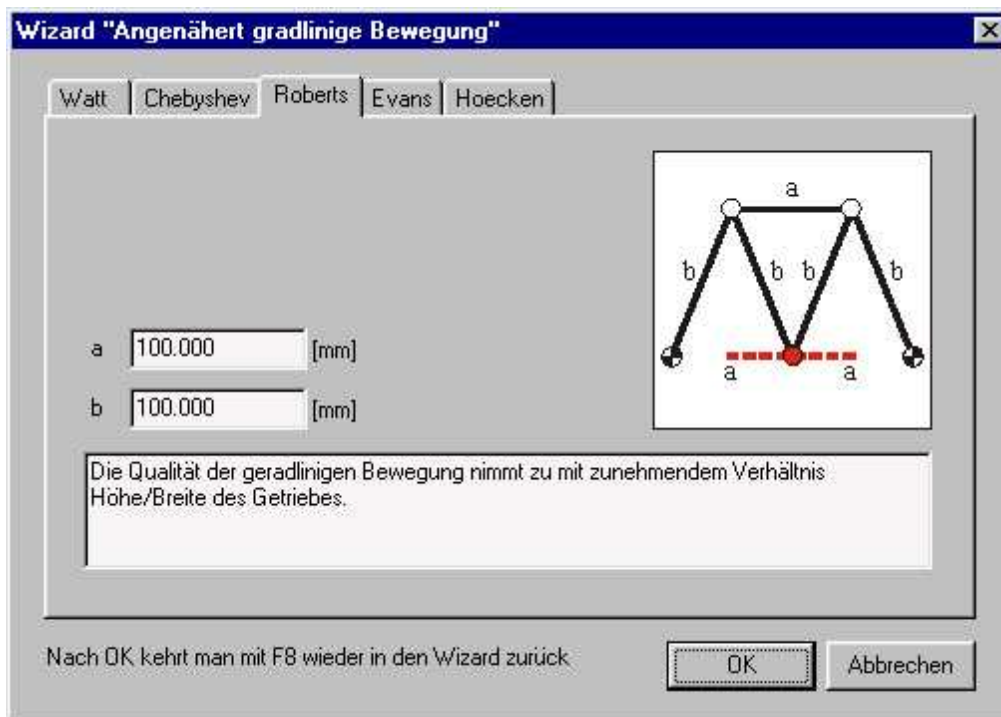 Wizard "Angenähert gradlinige Bewegung"
Watt Chebyshev Roberts Evans Hoecken
a
b b b b
a a
a 100.000 [mm]
b 100.000 [mm]
Die Qualität der geradlinigen Bewegung nimmt zu mit zunehmendem Verhältnis
Höhe/Breite des Getriebes.
Nach OK kehrt man mit F8 wieder in den Wizard zurück
OK Abbrechen